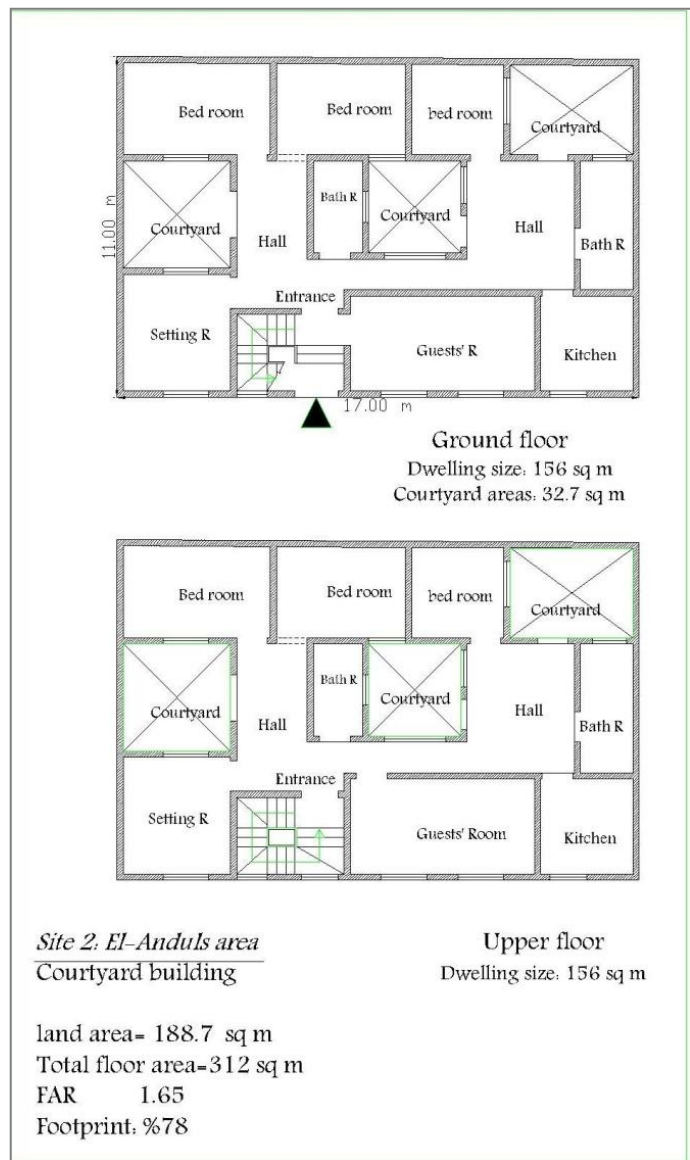 Bed room
Bed room
bed room
Courtyard
Bath R
Courtyard
Courtyard
Hall
Hall
Bath R
11.00 m
Entrance
Setting R
Guests' R
Kitchen
17.00 m
Ground floor
Dwelling size: 156 sq m
Courtyard areas: 32.7 sq m
Bed room
Bed room
bed room
Courtyard
Bath R
Courtyard
Courtyard
Hall
Hall
Bath R
Entrance
Setting R
Guests' Room
Kitchen
Site 2: El-Anduls area
Courtyard building
Upper floor
Dwelling size: 156 sq m
land area= 188.7 sq m
Total floor area=312 sq m
FAR 1.65
Footprint: %78